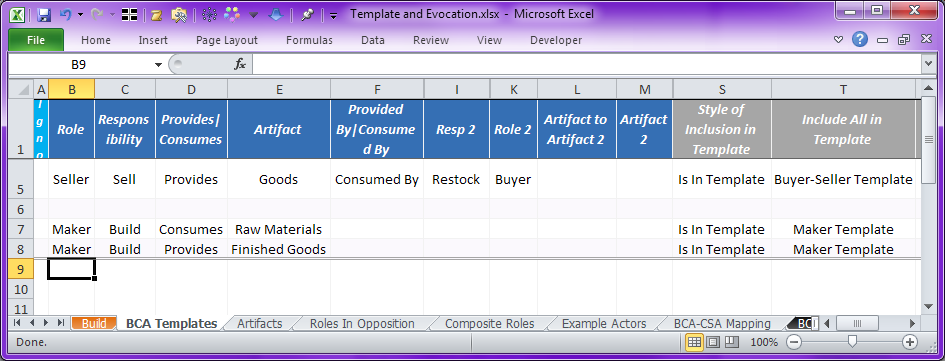 Template and Evocation.xlsx - Microsoft Excel
File Home Insert Page Layout Formulas Data Review View Developer
B9 fx
A B C D E F I K L M S T
1 Role Respons
ibility Provides|
Consumes Artifact Provided
By|Consume
d By Resp 2 Role 2 Artifact to
Artifact 2 Artifact
2 Style of
Inclusion in
Template Include All in
Template
5 Seller Sell Provides Goods Consumed By Restock Buyer Is In Template Buyer-Seller Template
6
7 Maker Build Consumes Raw Materials Is In Template Maker Template
8 Maker Build Provides Finished Goods Is In Template Maker Template
9
10
11
Build BCA Templates Artifacts Roles In Opposition Composite Roles Example Actors BCA-CSA Mapping
Done. 100%